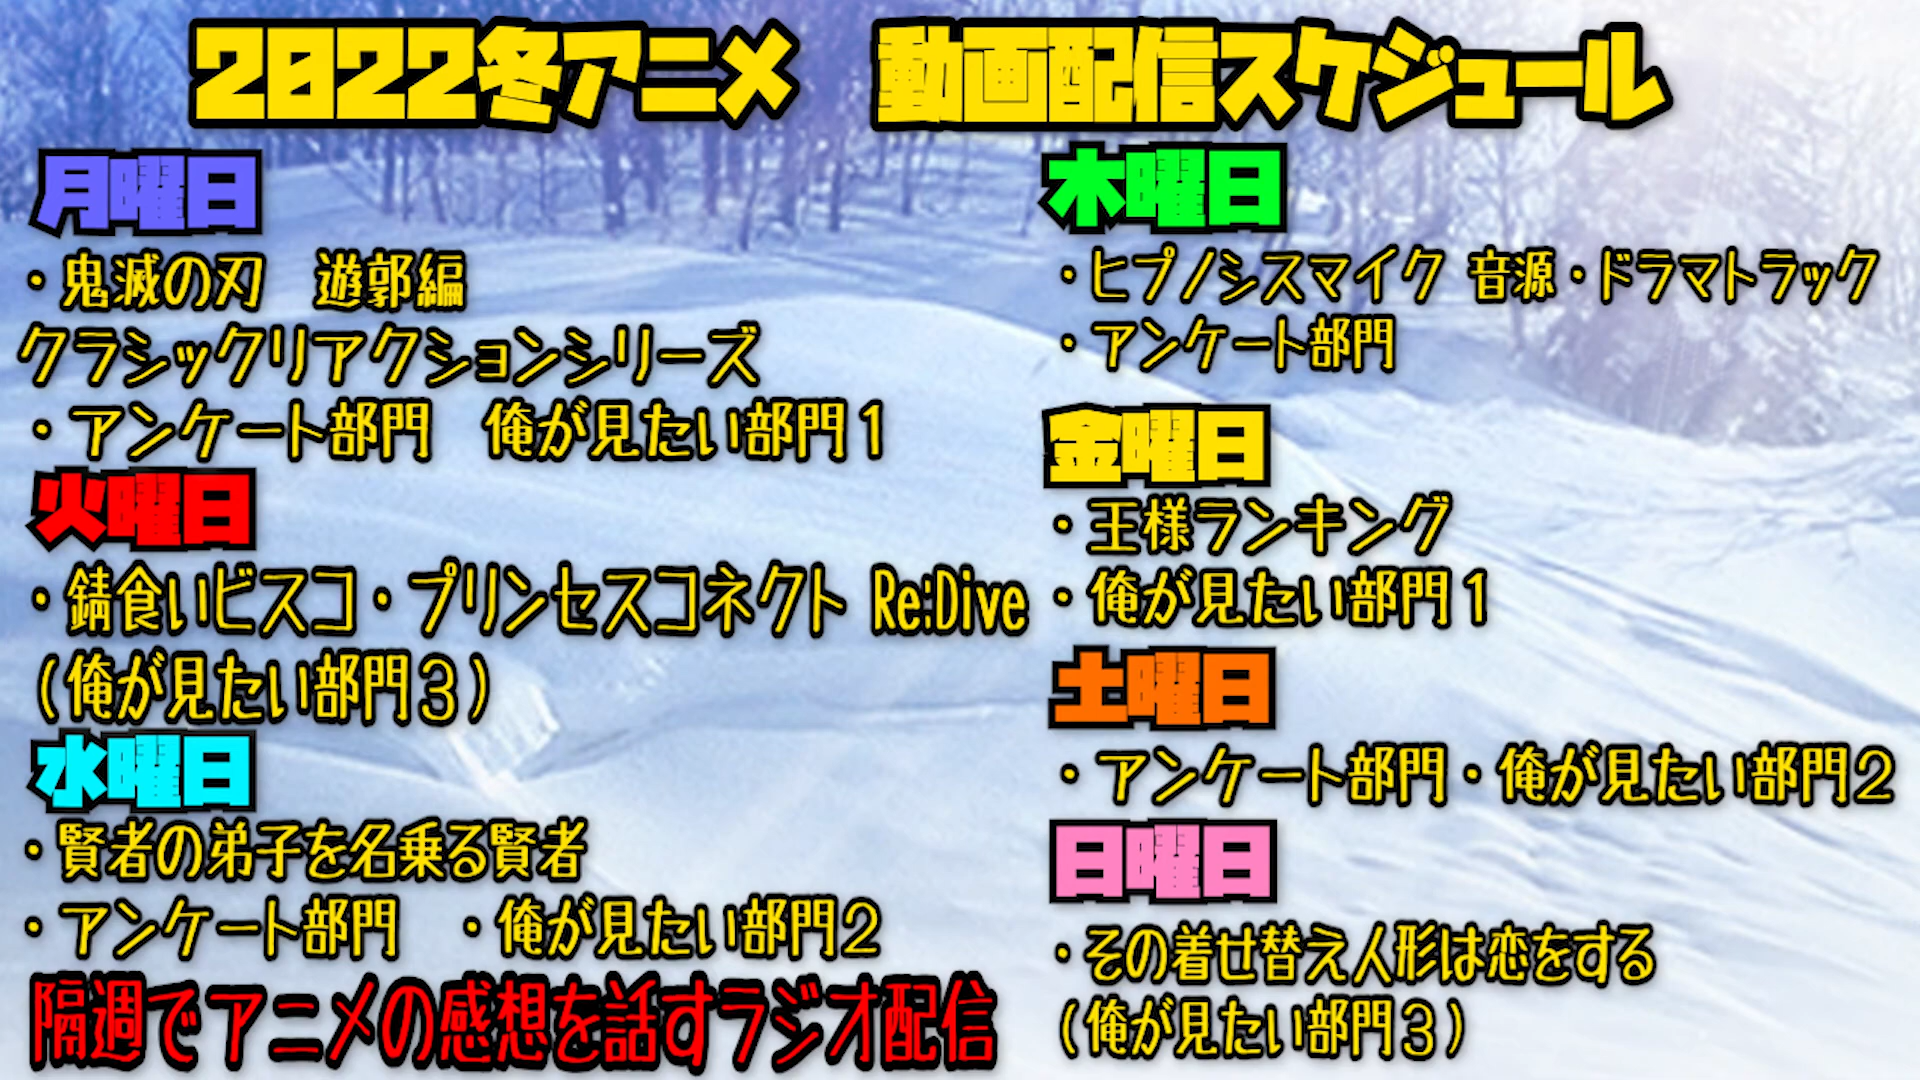 2022冬アニメ　動画配信スケジュール
月曜日
・鬼滅の刃　遊郭編
クラシックリアクションシリーズ
・アンケート部門　俺が見たい部門１
火曜日
・錆食いビスコ・プリンセスコネクト Re:Dive
（俺が見たい部門３）
水曜日
・賢者の弟子を名乗る賢者
・アンケート部門　・俺が見たい部門２
隔週でアニメの感想を話すラジオ配信
木曜日
・ヒプノシスマイク 音源・ドラマトラック
・アンケート部門
金曜日
・王様ランキング
・俺が見たい部門１
土曜日
・アンケート部門・俺が見たい部門２
日曜日
・その着せ替え人形は恋をする
（俺が見たい部門３）